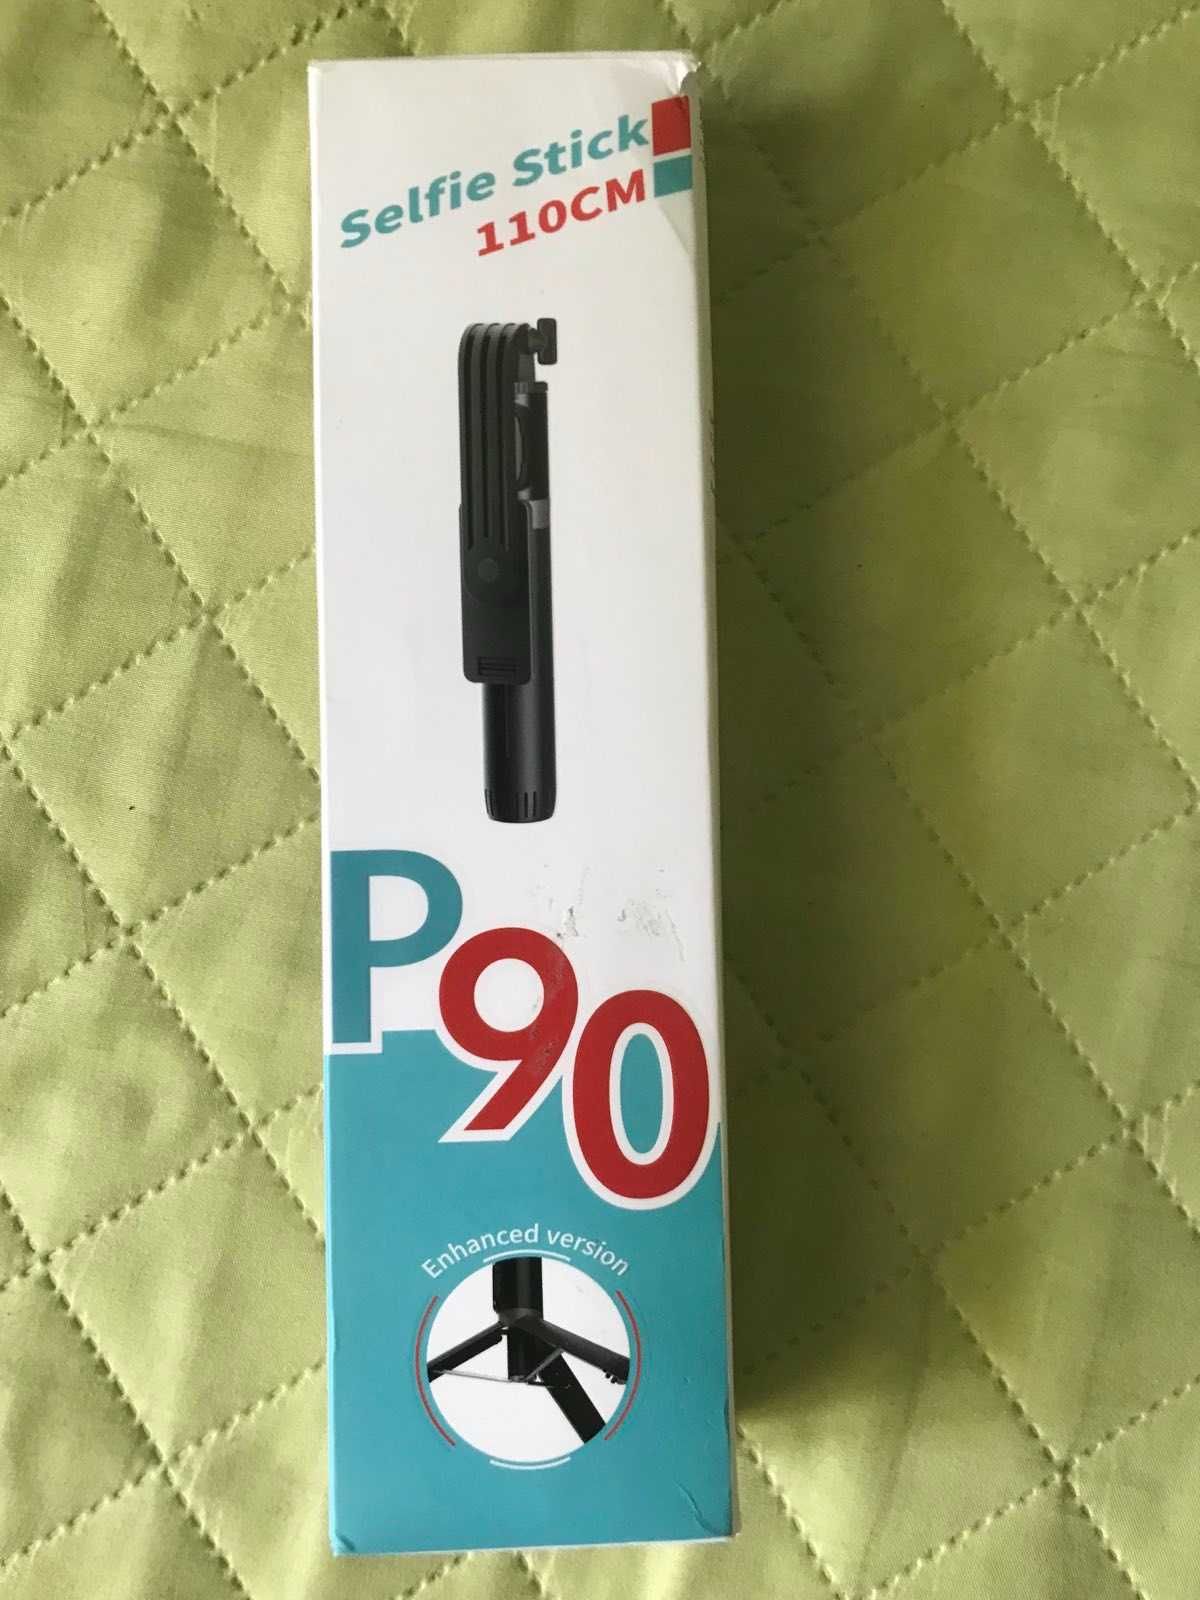 Selfie Stick
110CM
P90
Enhanced version